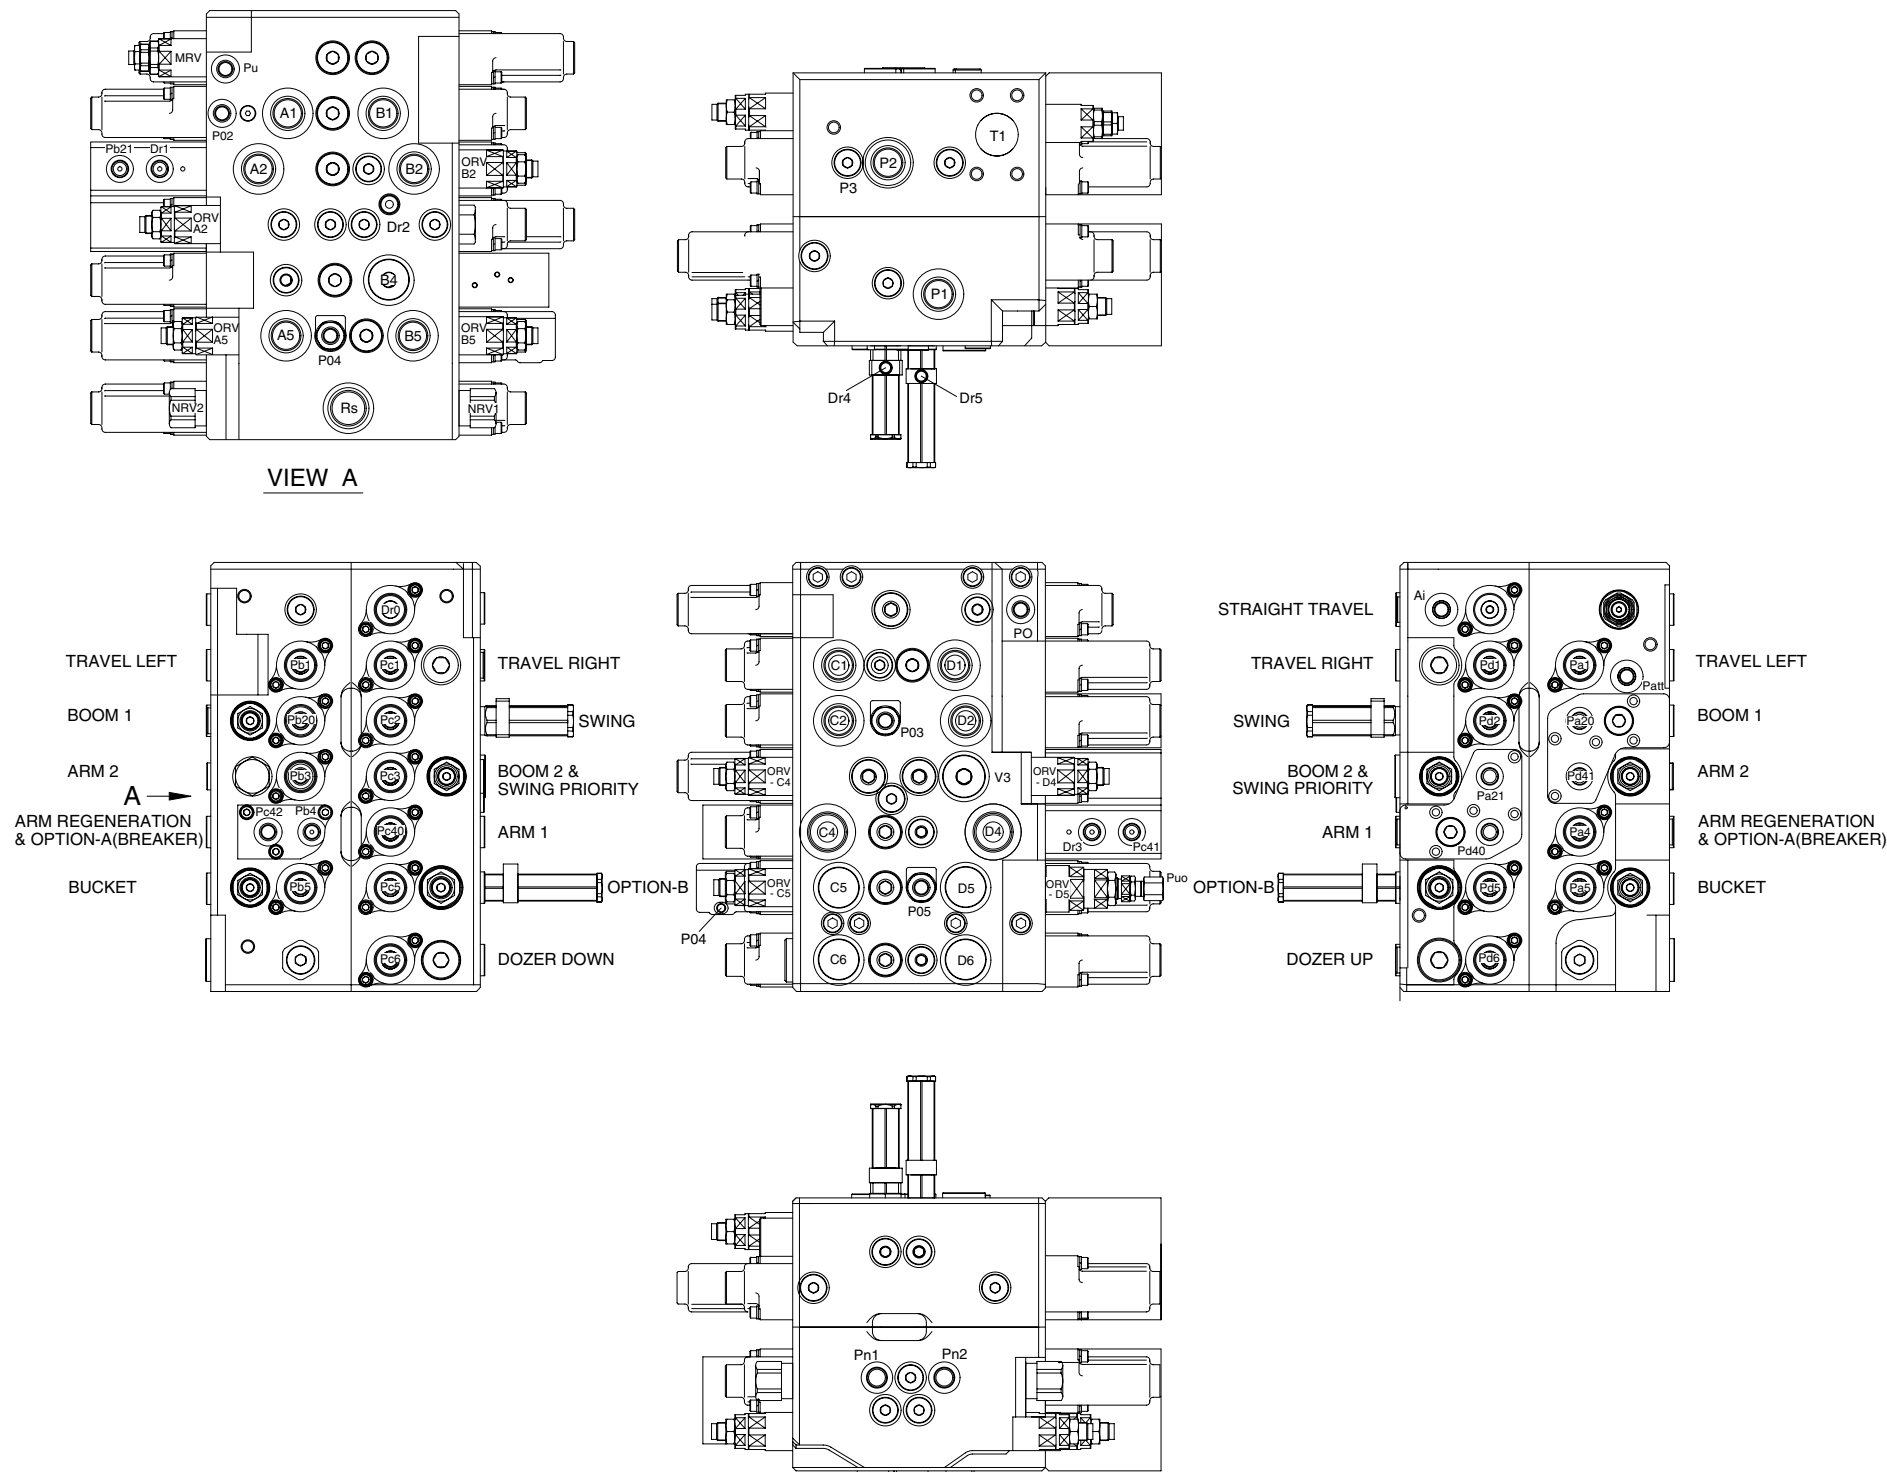 MRV
Pu
A1
B1
P02
Pb21
Dr1
A2
B2
ORV
B2
ORV
A2
Dr2
B4
ORV
A5
A5
B5
ORV
B5
P04
NRV2
Rs
NRV1
VIEW A
T1
P2
P3
P1
Dr4
Dr5
Dr0
TRAVEL LEFT
Pb1
Pc1
TRAVEL RIGHT
BOOM 1
Pb20
Pc2
SWING
ARM 2
Pb3
Pc3
BOOM 2 &
SWING PRIORITY
A
Pc42
Pb4
ARM REGENERATION
& OPTION-A(BREAKER)
Pc40
ARM 1
BUCKET
Pb5
Pc5
OPTION-B
Pc6
DOZER DOWN
PO
C1
D1
C2
P03
D2
ORV
- C4
V3
ORV
- D4
C4
D4
Dr3
Pc41
ORV
- C5
C5
D5
ORV
- D5
Puo
P05
P04
C6
D6
STRAIGHT TRAVEL
Ai
TRAVEL RIGHT
Pd1
Pa1
TRAVEL LEFT
Patt
SWING
Pd2
Pa20
BOOM 1
BOOM 2 &
SWING PRIORITY
Pa21
Pd41
ARM 2
ARM 1
Pd40
Pa4
ARM REGENERATION
& OPTION-A(BREAKER)
OPTION-B
Pd5
Pa5
BUCKET
DOZER UP
Pd6
Pn1
Pn2